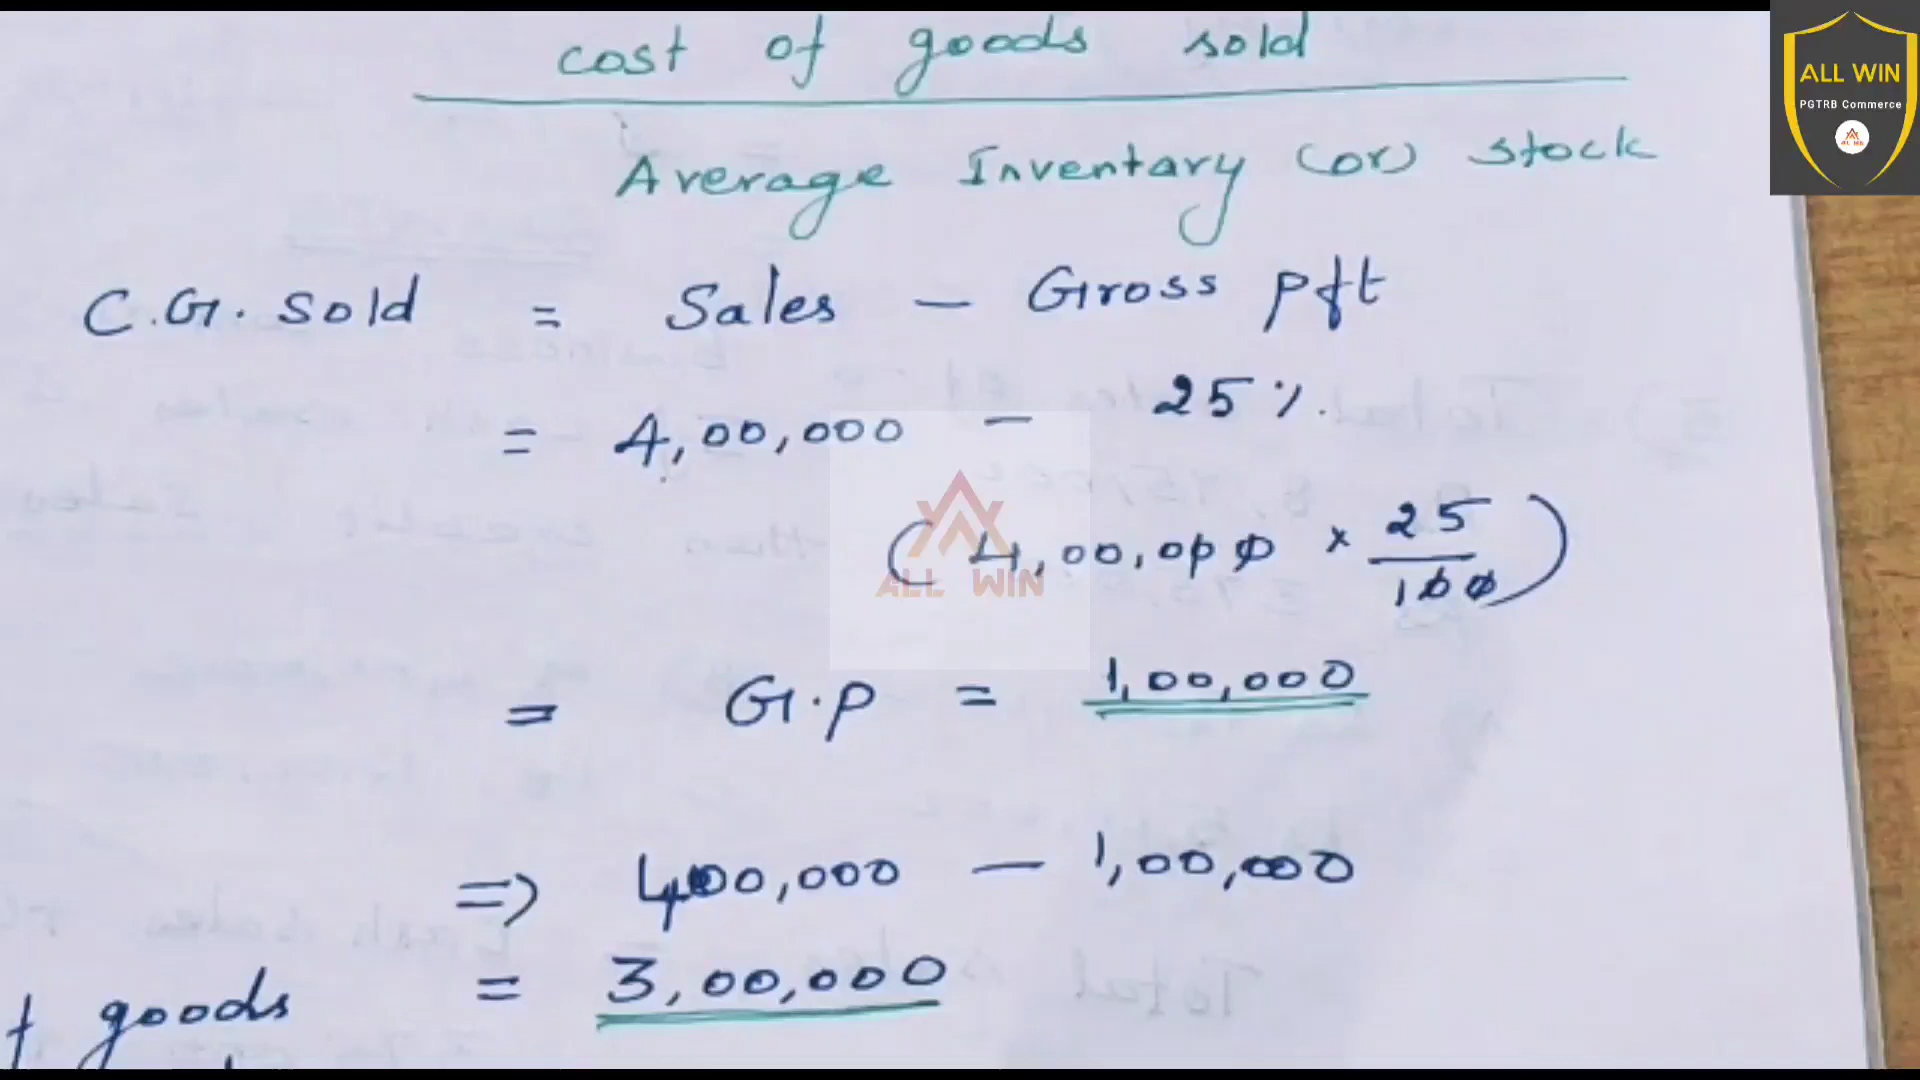 cost of goods sold
Average Inventary (or) stock
C.G. sold = Sales - Gross pft
= 4,00,000 - 25%.
(4,00,000 × 25/100)
= G.P = 1,00,000
=> 400,000 - 1,00,000
= 3,00,000
goods
ALL WIN
PGTRB Commerce
ALL WIN
ALL WIN